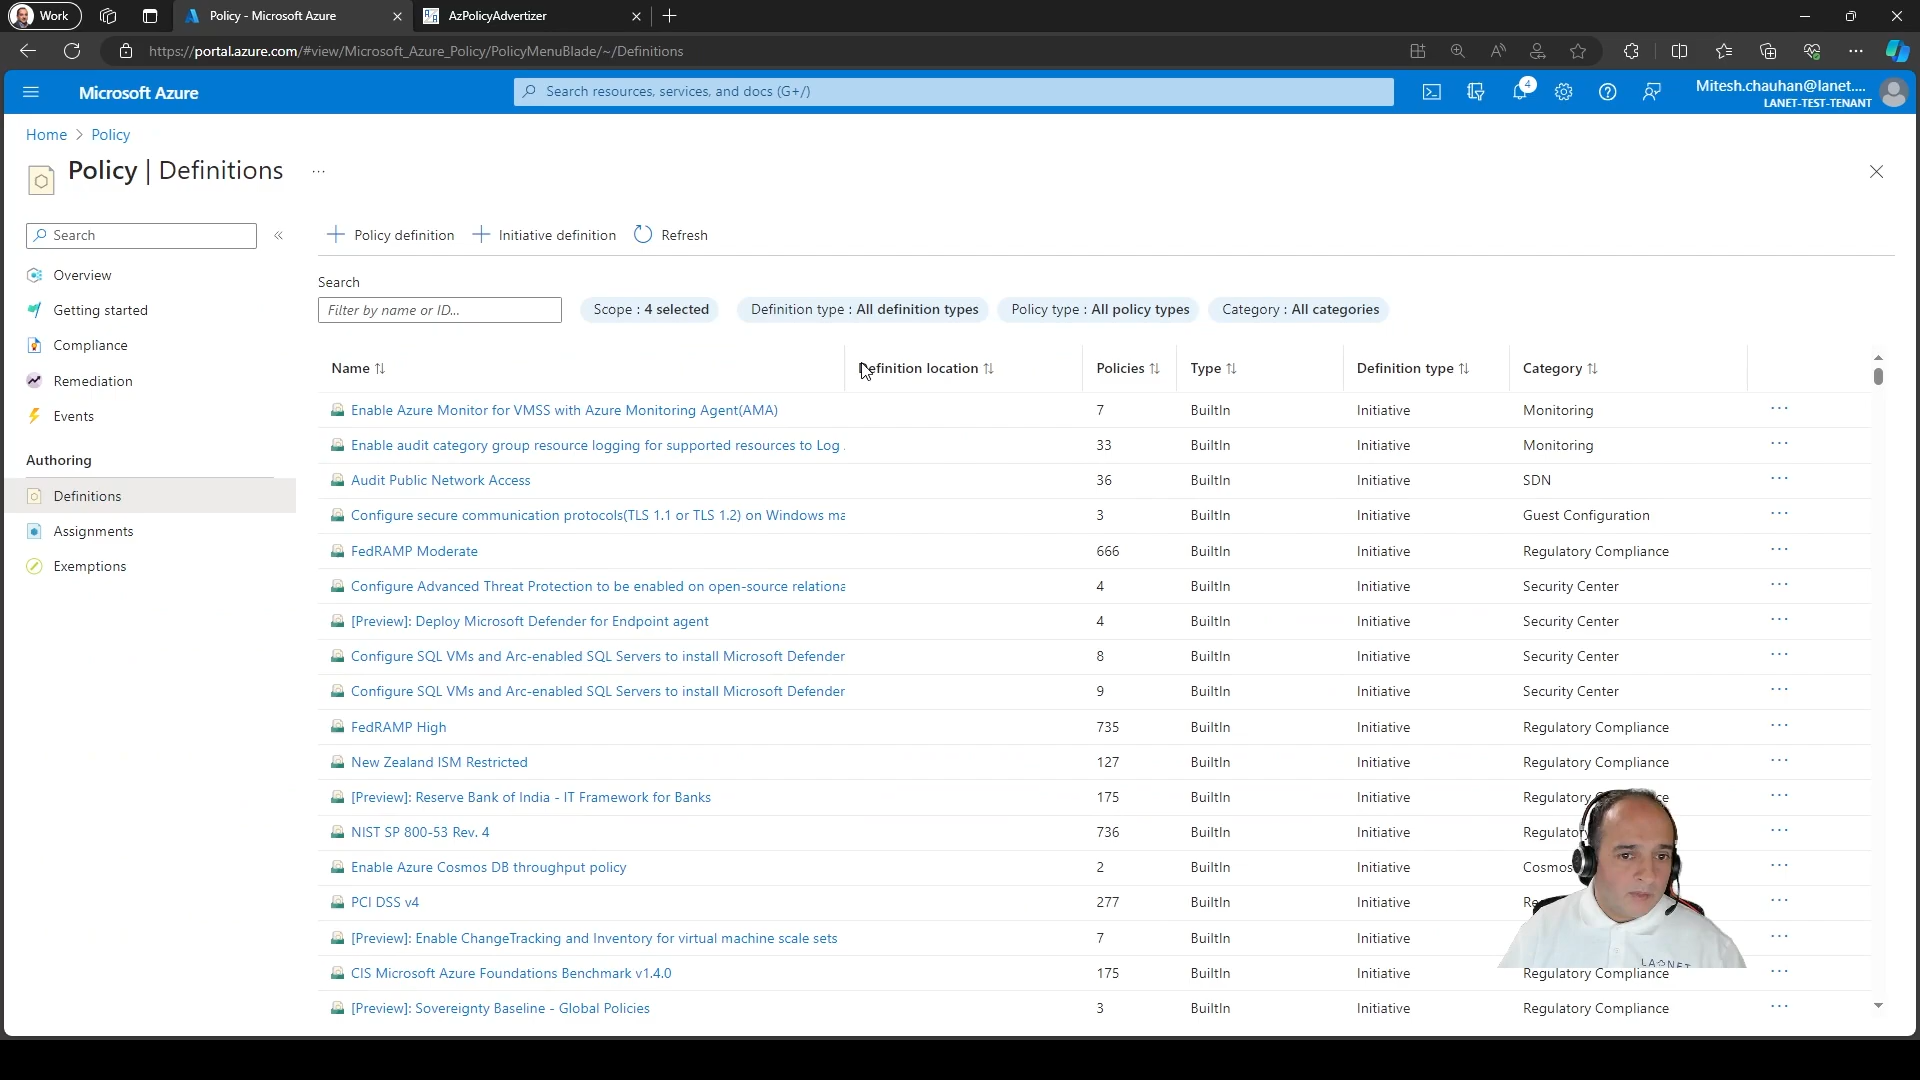 Work
Policy - Microsoft Azure
AzPolicyAdvertizer
https://portal.azure.com/#view/Microsoft_Azure_Policy/PolicyMenuBlade/~/Definitions
Microsoft Azure
Search resources, services, and docs (G+/)
4
Mitesh.chauhan@lanet....
LANET-TEST-TENANT
Home > Policy
Policy | Definitions ...
Search
Overview
Getting started
Compliance
Remediation
Events
Authoring
Definitions
Assignments
Exemptions
+ Policy definition + Initiative definition Refresh
Search
Filter by name or ID...
Scope : 4 selected
Definition type : All definition types
Policy type : All policy types
Category : All categories
Name Definition location Policies Type Definition type Category
Enable Azure Monitor for VMSS with Azure Monitoring Agent(AMA) 7 BuiltIn Initiative Monitoring ...
Enable audit category group resource logging for supported resources to Log 33 BuiltIn Initiative Monitoring ...
Audit Public Network Access 36 BuiltIn Initiative SDN ...
Configure secure communication protocols(TLS 1.1 or TLS 1.2) on Windows ma 3 BuiltIn Initiative Guest Configuration ...
FedRAMP Moderate 666 BuiltIn Initiative Regulatory Compliance ...
Configure Advanced Threat Protection to be enabled on open-source relationa 4 BuiltIn Initiative Security Center ...
[Preview]: Deploy Microsoft Defender for Endpoint agent 4 BuiltIn Initiative Security Center ...
Configure SQL VMs and Arc-enabled SQL Servers to install Microsoft Defender 8 BuiltIn Initiative Security Center ...
Configure SQL VMs and Arc-enabled SQL Servers to install Microsoft Defender 9 BuiltIn Initiative Security Center ...
FedRAMP High 735 BuiltIn Initiative Regulatory Compliance ...
New Zealand ISM Restricted 127 BuiltIn Initiative Regulatory Compliance ...
[Preview]: Reserve Bank of India - IT Framework for Banks 175 BuiltIn Initiative Regulatory ...
NIST SP 800-53 Rev. 4 736 BuiltIn Initiative Regulatory ...
Enable Azure Cosmos DB throughput policy 2 BuiltIn Initiative Cosmos ...
PCI DSS v4 277 BuiltIn Initiative Re ...
[Preview]: Enable ChangeTracking and Inventory for virtual machine scale sets 7 BuiltIn Initiative ...
CIS Microsoft Azure Foundations Benchmark v1.4.0 175 BuiltIn Initiative Regulatory Compliance ...
[Preview]: Sovereignty Baseline - Global Policies 3 BuiltIn Initiative Regulatory Compliance ...